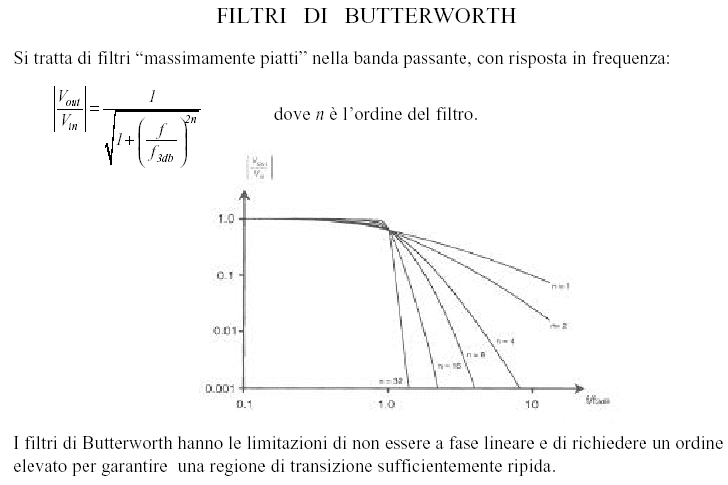 FILTRI DI BUTTERWORTH
Si tratta di filtri “massimamente piatti” nella banda passante, con risposta in frequenza:
|V_out / V_in| = 1 / √(1 + (f / f_3db)^2n)
dove n è l’ordine del filtro.
1.0
0.1
0.01
0.001
0.1
1.0
10
n = 1
n = 2
n = 4
n = 8
n = 16
n = 32
I filtri di Butterworth hanno le limitazioni di non essere a fase lineare e di richiedere un ordine
elevato per garantire una regione di transizione sufficientemente ripida.